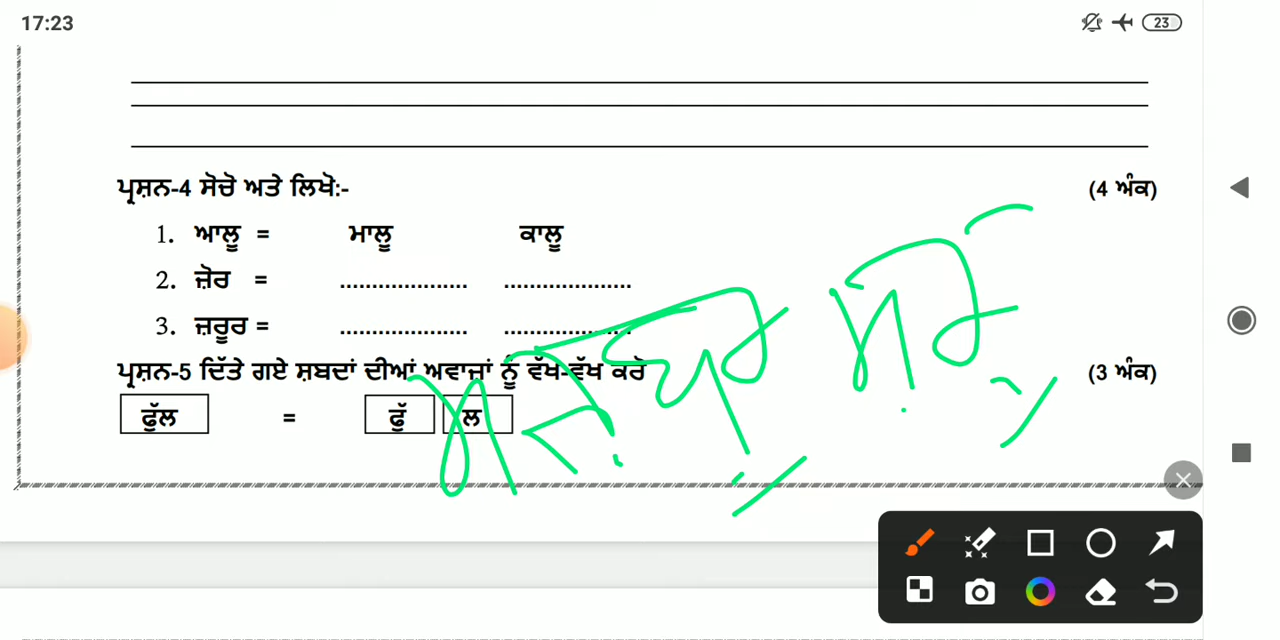 17:23
23
ਪ੍ਰਸ਼ਨ-4 ਸੋਚੋ ਅਤੇ ਲਿਖੋ:- (4 ਅੰਕ)
1. ਆਲੂ = ਮਾਲੂ ਕਾਲੂ
2. ਜ਼ੋਰ = .................... ....................
3. ਜ਼ਰੂਰ = .................... ....................
ਪ੍ਰਸ਼ਨ-5 ਦਿੱਤੇ ਗਏ ਸ਼ਬਦਾਂ ਦੀਆਂ ਅਵਾਜ਼ਾਂ ਨੂੰ ਵੱਖ-ਵੱਖ ਕਰੋ (3 ਅੰਕ)
ਫੁੱਲ = ਫੁੱ ਲ